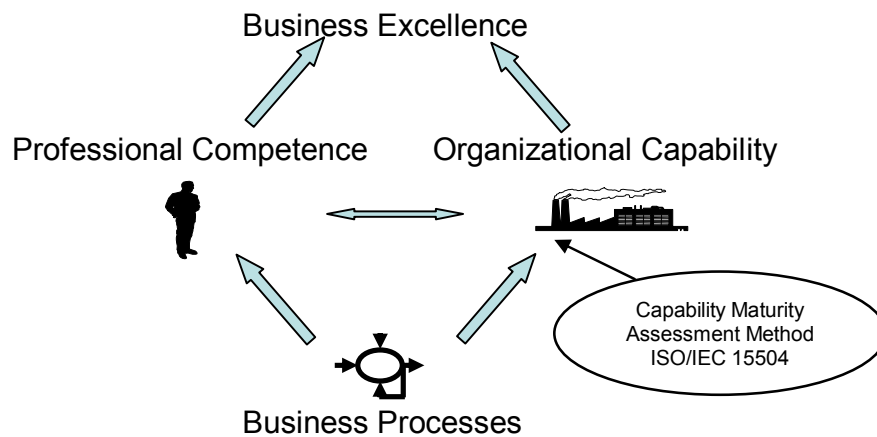 Business Excellence
Professional Competence
Organizational Capability
Capability Maturity
Assessment Method
ISO/IEC 15504
Business Processes